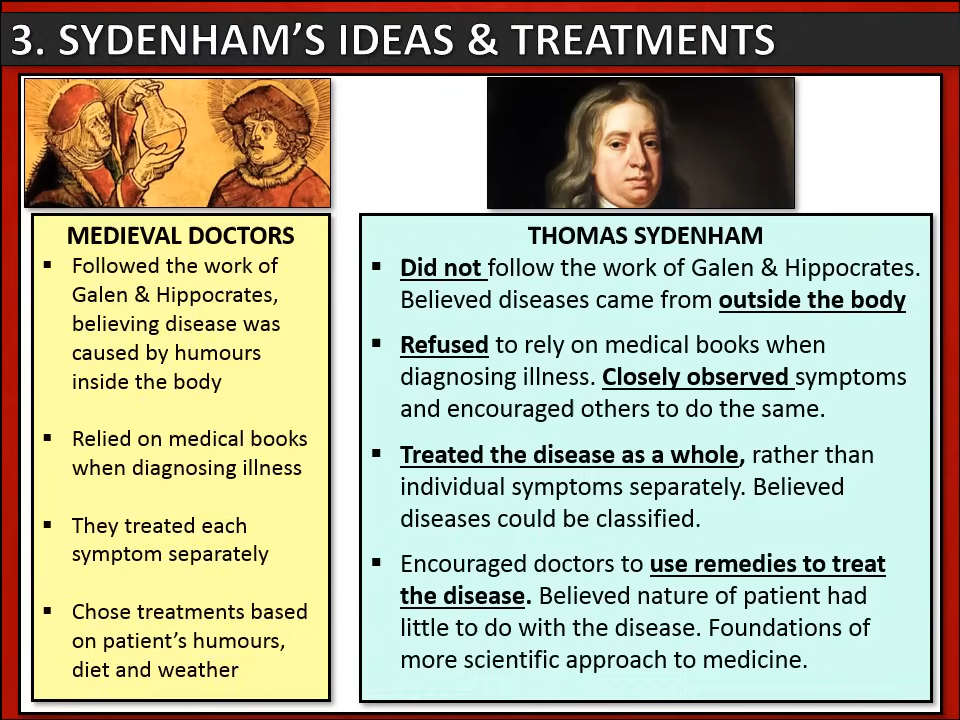 3. SYDENHAM’S IDEAS & TREATMENTS
MEDIEVAL DOCTORS
▪ Followed the work of
Galen & Hippocrates,
believing disease was
caused by humours
inside the body
▪ Relied on medical books
when diagnosing illness
▪ They treated each
symptom separately
▪ Chose treatments based
on patient’s humours,
diet and weather
THOMAS SYDENHAM
▪ Did not follow the work of Galen & Hippocrates.
Believed diseases came from outside the body
▪ Refused to rely on medical books when
diagnosing illness. Closely observed symptoms
and encouraged others to do the same.
▪ Treated the disease as a whole, rather than
individual symptoms separately. Believed
diseases could be classified.
▪ Encouraged doctors to use remedies to treat
the disease. Believed nature of patient had
little to do with the disease. Foundations of
more scientific approach to medicine.